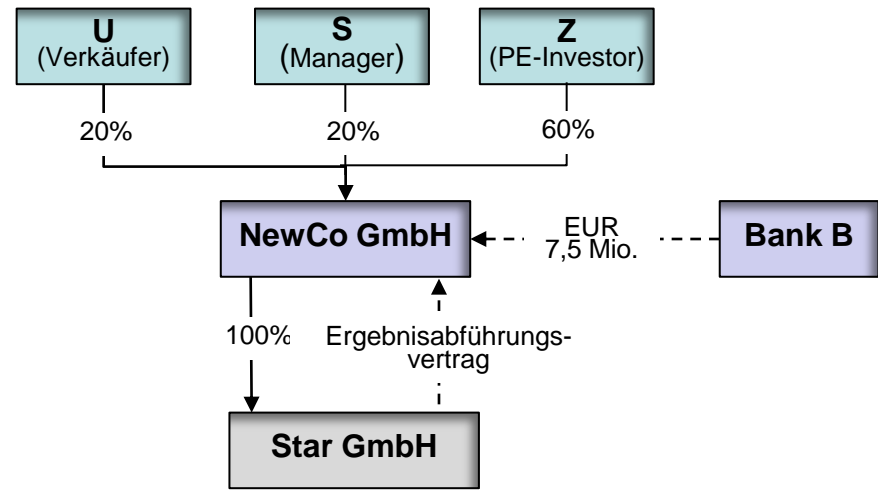 U
(Verkäufer)
S
(Manager)
Z
(PE-Investor)
20%
20%
60%
NewCo GmbH
EUR
7,5 Mio.
Bank B
100%
Ergebnisabführungs-
vertrag
Star GmbH